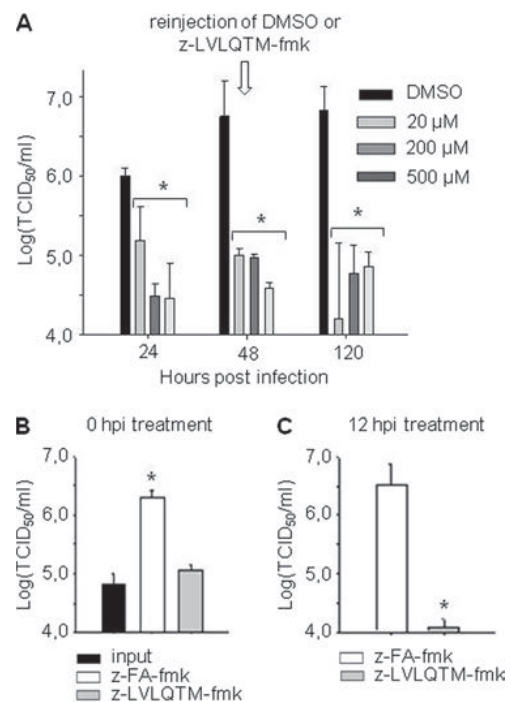 A
reinjection of DMSO or
z-LVLQTM-fmk
Log(TCID50/ml)
7,0
6,0
5,0
4,0
DMSO
20 µM
200 µM
500 µM
*
*
*
24
48
120
Hours post infection
B
0 hpi treatment
Log(TCID50/ml)
7,0
6,0
5,0
4,0
*
input
z-FA-fmk
z-LVLQTM-fmk
C
12 hpi treatment
Log(TCID50/ml)
7,0
6,0
5,0
4,0
*
z-FA-fmk
z-LVLQTM-fmk